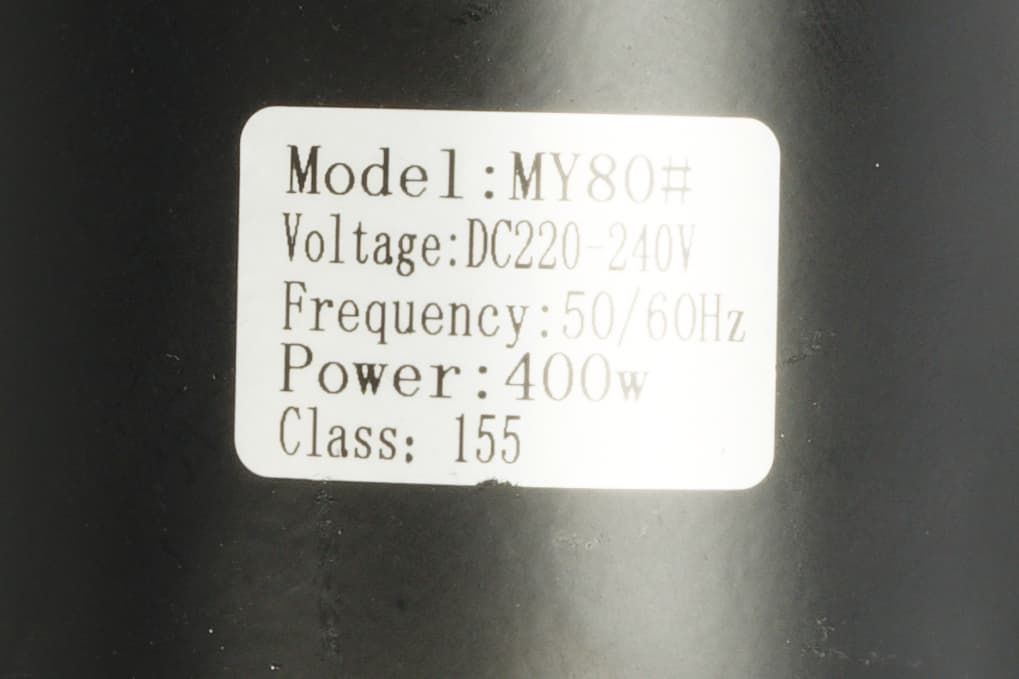 Model:MY80#
Voltage:DC220-240V
Frequency:50/60Hz
Power:400w
Class: 155